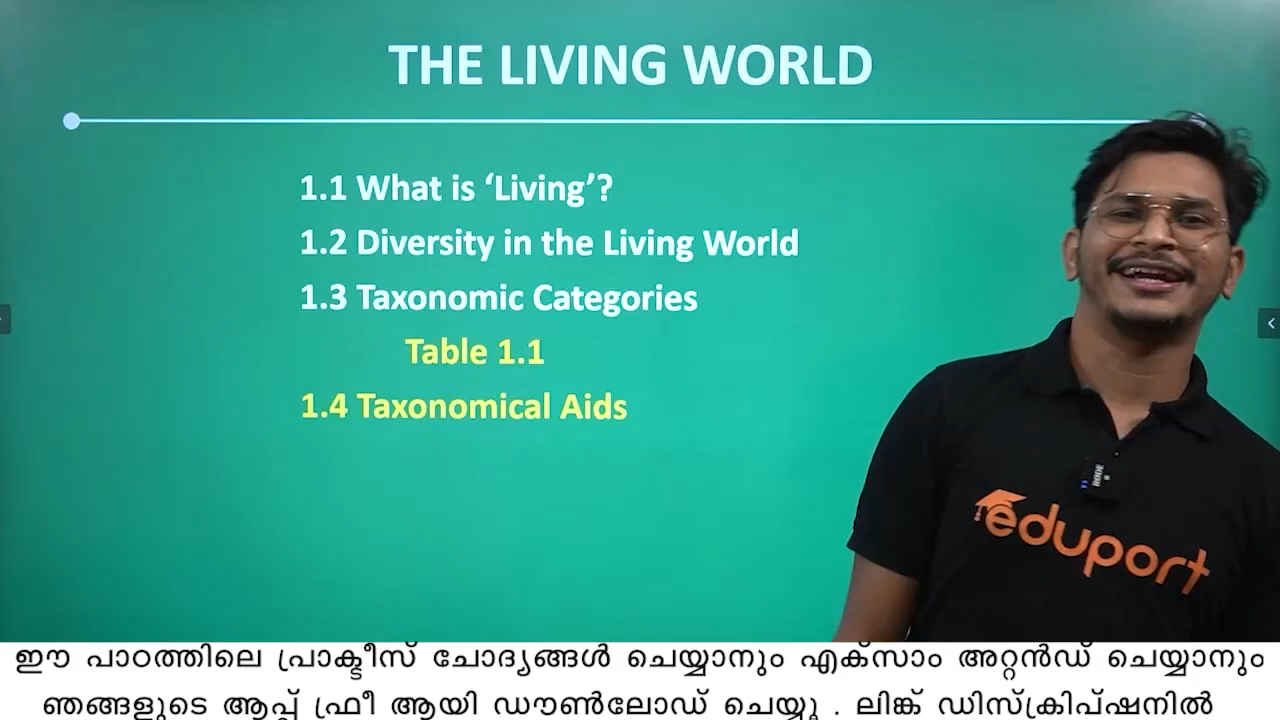 THE LIVING WORLD
1.1 What is ‘Living’?
1.2 Diversity in the Living World
1.3 Taxonomic Categories
Table 1.1
1.4 Taxonomical Aids
RODE
eduport
ഈ പാഠത്തിലെ പ്രാക്ടീസ് ചോദ്യങ്ങൾ ചെയ്യാനും എക്സാം അറ്റൻഡ് ചെയ്യാനും
ഞങ്ങളുടെ ആപ്പ് ഫ്രീ ആയി ഡൗൺലോഡ് ചെയ്യൂ . ലിങ്ക് ഡിസ്ക്രിപ്ഷനിൽ